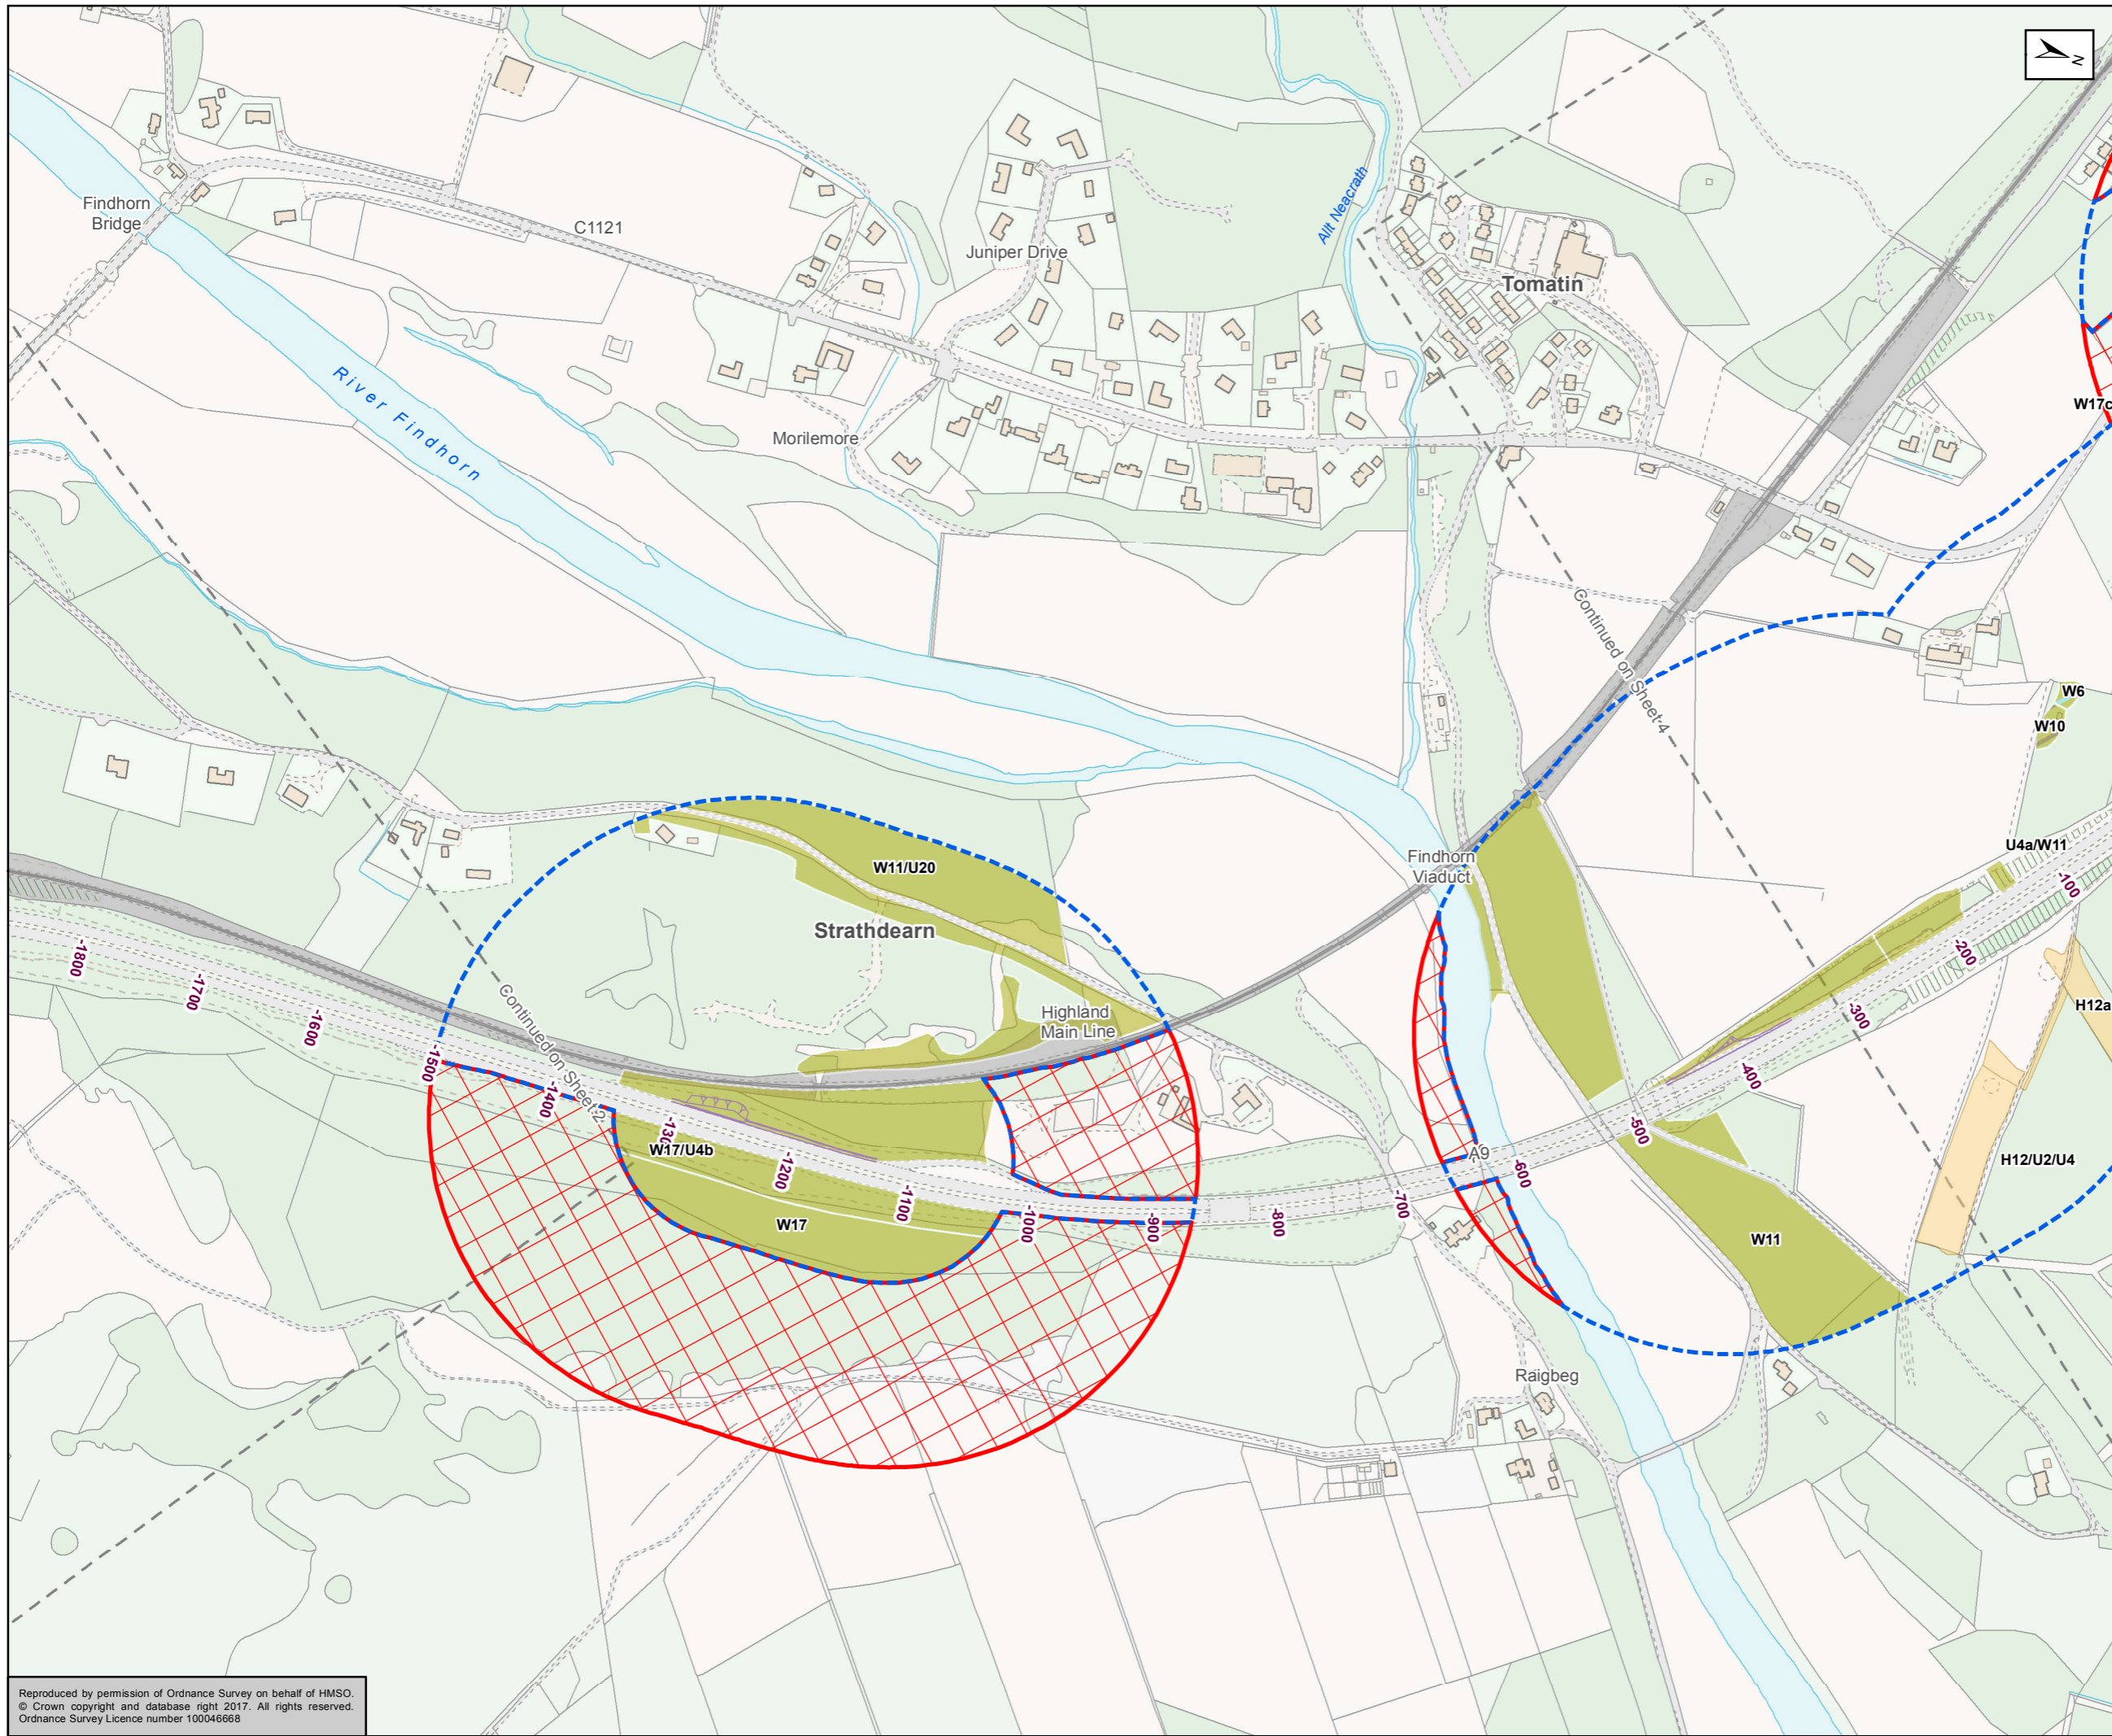 N
Findhorn
Bridge
C1121
Juniper Drive
Allt Neacrath
Tomatin
River Findhorn
Morilemore
W17c
Continued on Sheet 4
W6
W10
U4a/W11
W11/U20
Findhorn
Viaduct
Strathdearn
Highland
Main Line
-100
-200
-300
-400
-500
-600
-700
-800
-900
-1000
-1100
-1200
-1400
-1500
-1600
-1700
-1800
Continued on Sheet 2
H12a
H12/U2/U4
A9
W17/U4b
W17
W11
Raigbeg
Reproduced by permission of Ordnance Survey on behalf of HMSO.
© Crown copyright and database right 2017. All rights reserved.
Ordnance Survey Licence number 100046668